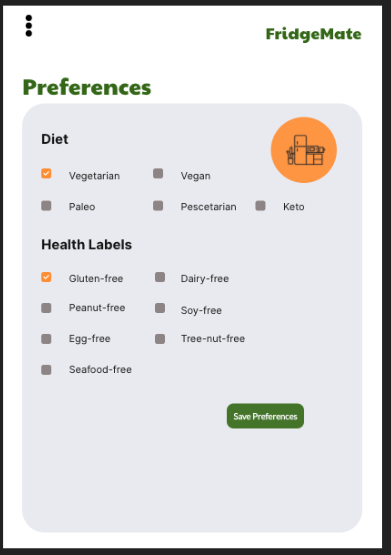 FridgeMate
Preferences
Diet
Vegetarian Vegan
Paleo Pescetarian Keto
Health Labels
Gluten-free Dairy-free
Peanut-free Soy-free
Egg-free Tree-nut-free
Seafood-free
Save Preferences